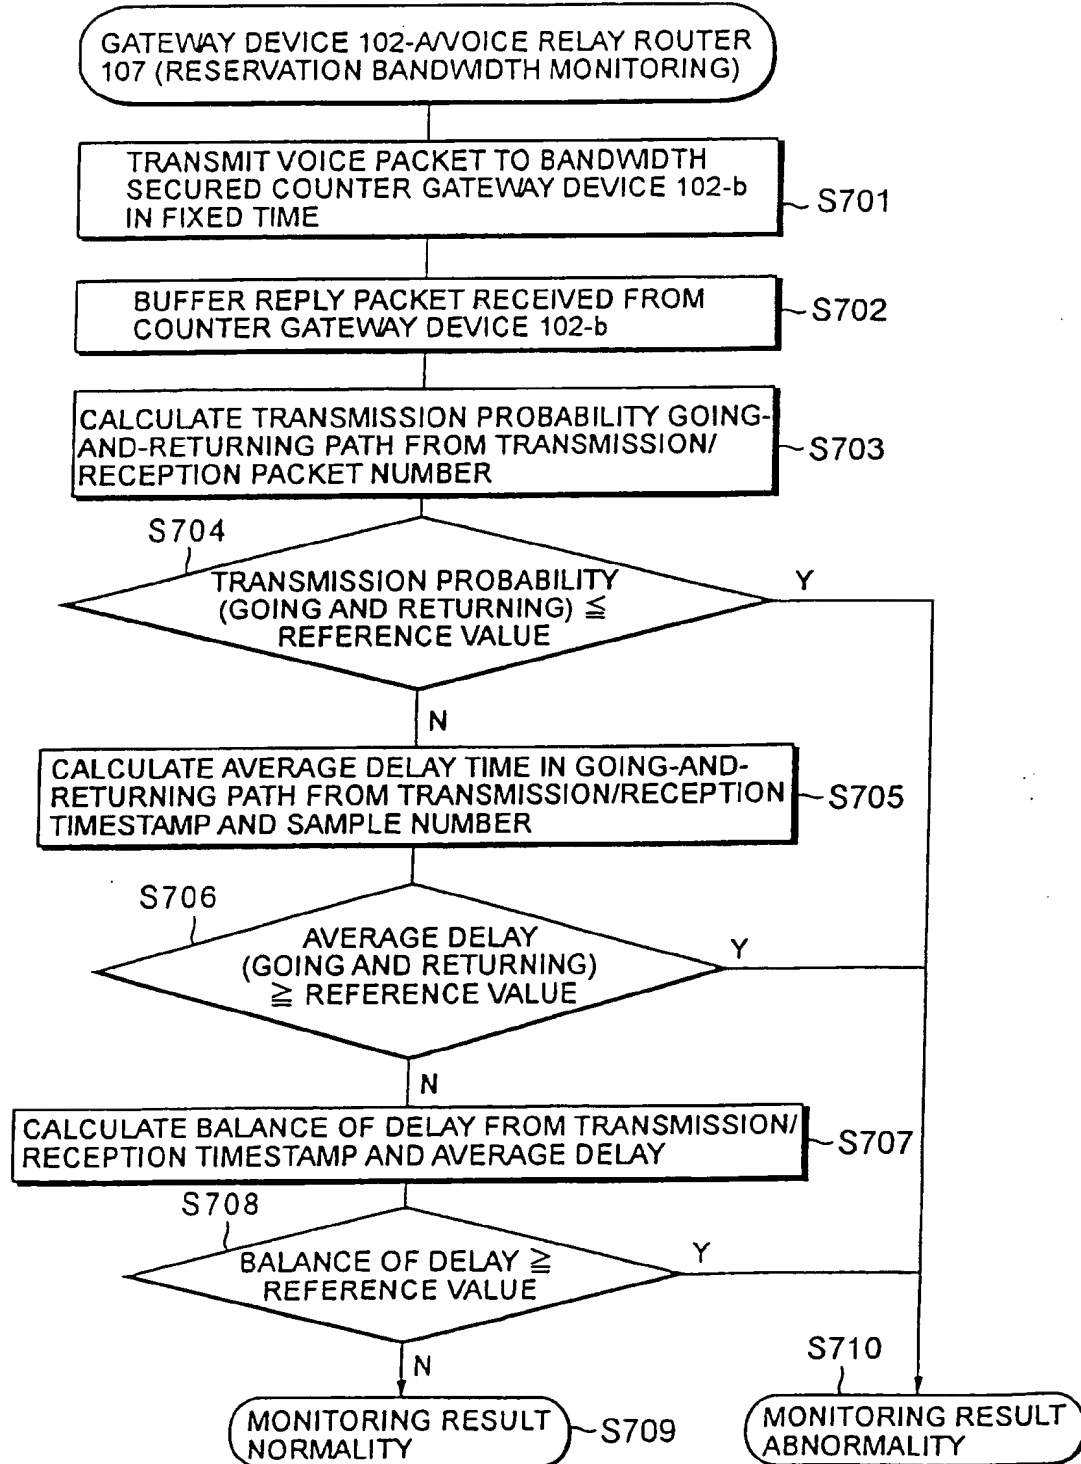 GATEWAY DEVICE 102-A/VOICE RELAY ROUTER
107 (RESERVATION BANDWIDTH MONITORING)
TRANSMIT VOICE PACKET TO BANDWIDTH
SECURED COUNTER GATEWAY DEVICE 102-b
IN FIXED TIME
S701
BUFFER REPLY PACKET RECEIVED FROM
COUNTER GATEWAY DEVICE 102-b
S702
CALCULATE TRANSMISSION PROBABILITY GOING-
AND-RETURNING PATH FROM TRANSMISSION/
RECEPTION PACKET NUMBER
S703
S704
TRANSMISSION PROBABILITY
(GOING AND RETURNING) ≦
REFERENCE VALUE
Y
N
CALCULATE AVERAGE DELAY TIME IN GOING-AND-
RETURNING PATH FROM TRANSMISSION/RECEPTION
TIMESTAMP AND SAMPLE NUMBER
S705
S706
AVERAGE DELAY
(GOING AND RETURNING)
≧ REFERENCE VALUE
Y
N
CALCULATE BALANCE OF DELAY FROM TRANSMISSION/
RECEPTION TIMESTAMP AND AVERAGE DELAY
S707
S708
BALANCE OF DELAY ≧
REFERENCE VALUE
Y
N
MONITORING RESULT
NORMALITY
S709
S710
MONITORING RESULT
ABNORMALITY